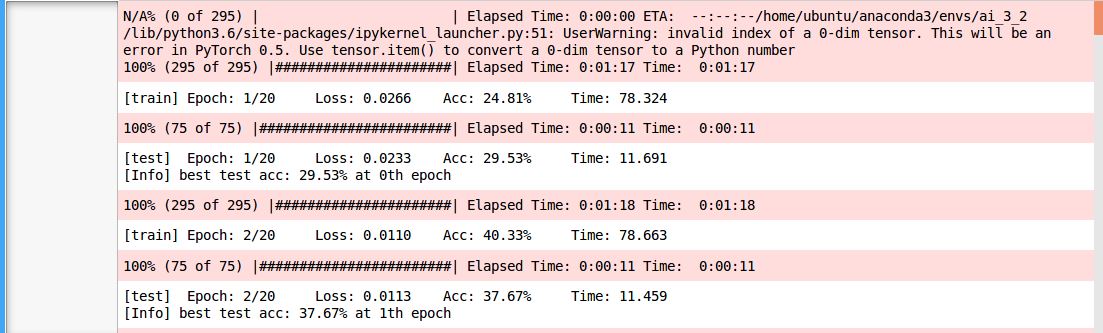 N/A% (0 of 295) |                        | Elapsed Time: 0:00:00 ETA:  --:--:--/home/ubuntu/anaconda3/envs/ai_3_2
/lib/python3.6/site-packages/ipykernel_launcher.py:51: UserWarning: invalid index of a 0-dim tensor. This will be an
error in PyTorch 0.5. Use tensor.item() to convert a 0-dim tensor to a Python number
100% (295 of 295) |######################| Elapsed Time: 0:01:17 Time:  0:01:17
[train] Epoch: 1/20     Loss: 0.0266    Acc: 24.81%     Time: 78.324
100% (75 of 75) |########################| Elapsed Time: 0:00:11 Time:  0:00:11
[test]  Epoch: 1/20     Loss: 0.0233    Acc: 29.53%     Time: 11.691
[Info] best test acc: 29.53% at 0th epoch
100% (295 of 295) |######################| Elapsed Time: 0:01:18 Time:  0:01:18
[train] Epoch: 2/20     Loss: 0.0110    Acc: 40.33%     Time: 78.663
100% (75 of 75) |########################| Elapsed Time: 0:00:11 Time:  0:00:11
[test]  Epoch: 2/20     Loss: 0.0113    Acc: 37.67%     Time: 11.459
[Info] best test acc: 37.67% at 1th epoch